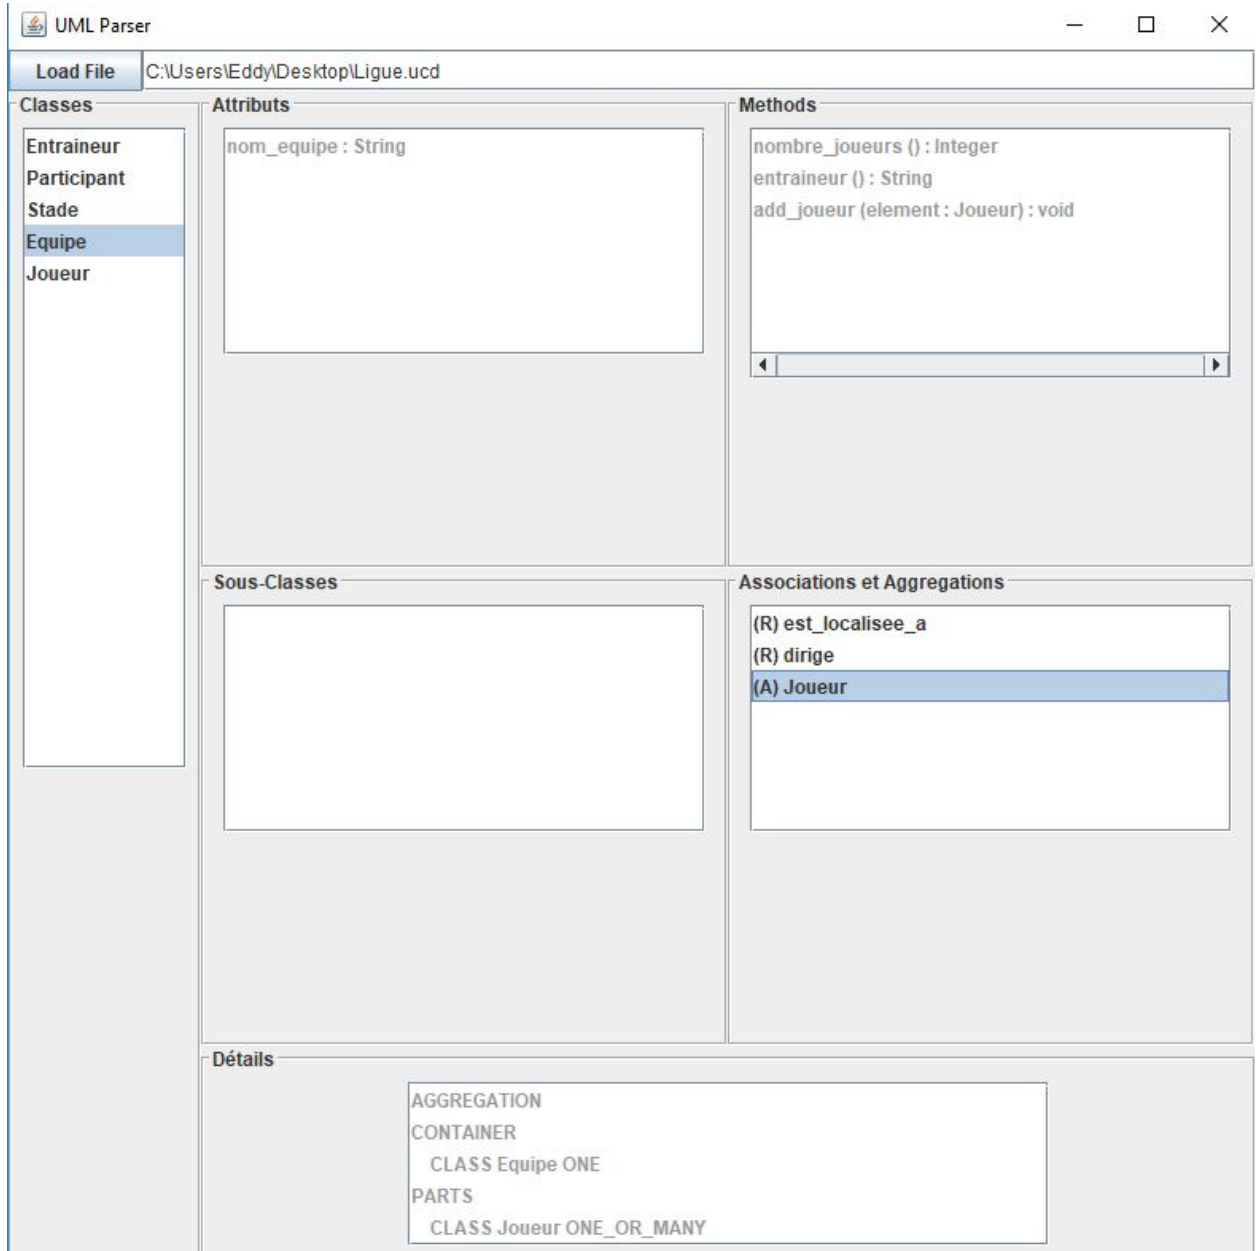 UML Parser
Load File
C:\Users\Eddy\Desktop\Ligue.ucd
Classes
Entraineur
Participant
Stade
Equipe
Joueur
Attributs
nom_equipe : String
Methods
nombre_joueurs () : Integer
entraineur () : String
add_joueur (element : Joueur) : void
Sous-Classes
Associations et Aggregations
(R) est_localisee_a
(R) dirige
(A) Joueur
Détails
AGGREGATION
CONTAINER
CLASS Equipe ONE
PARTS
CLASS Joueur ONE_OR_MANY